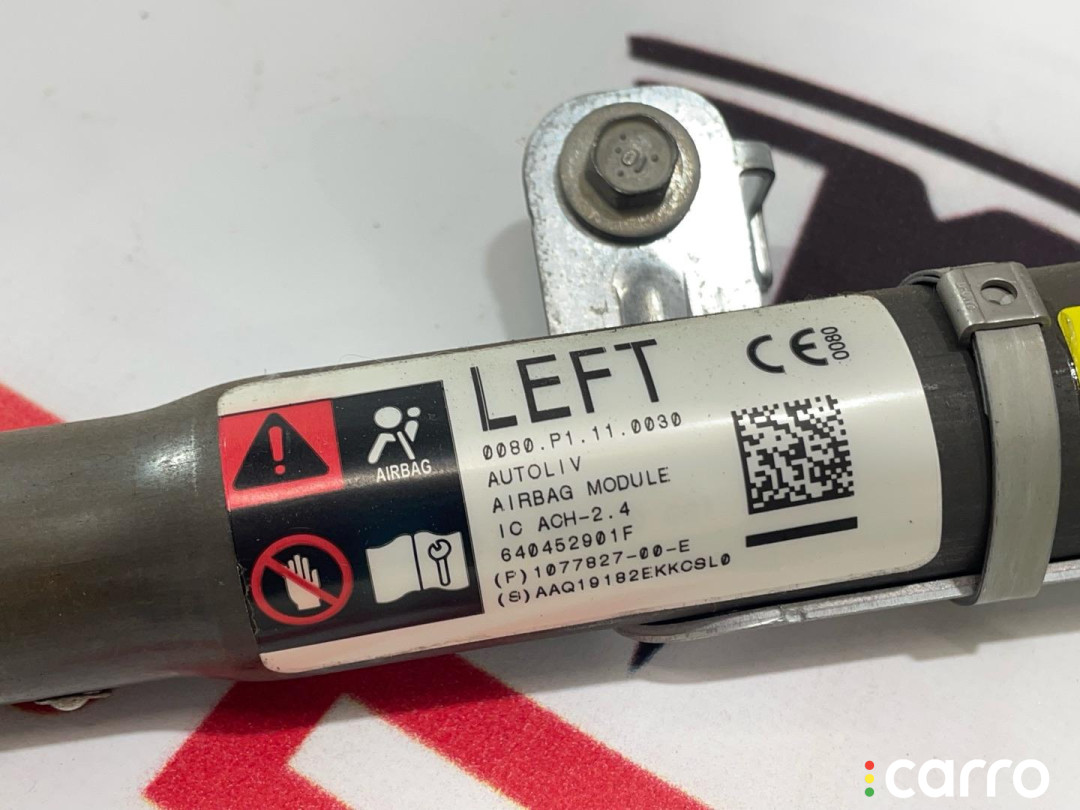 LEFT
CE 0800
0080.P1.11.0030
AUTOLIV
AIRBAG MODULE
IC ACH-2.4
640452901F
(P)1077827-00-E
(S)AAQ19182EKKCSL0
AIRBAG
carro